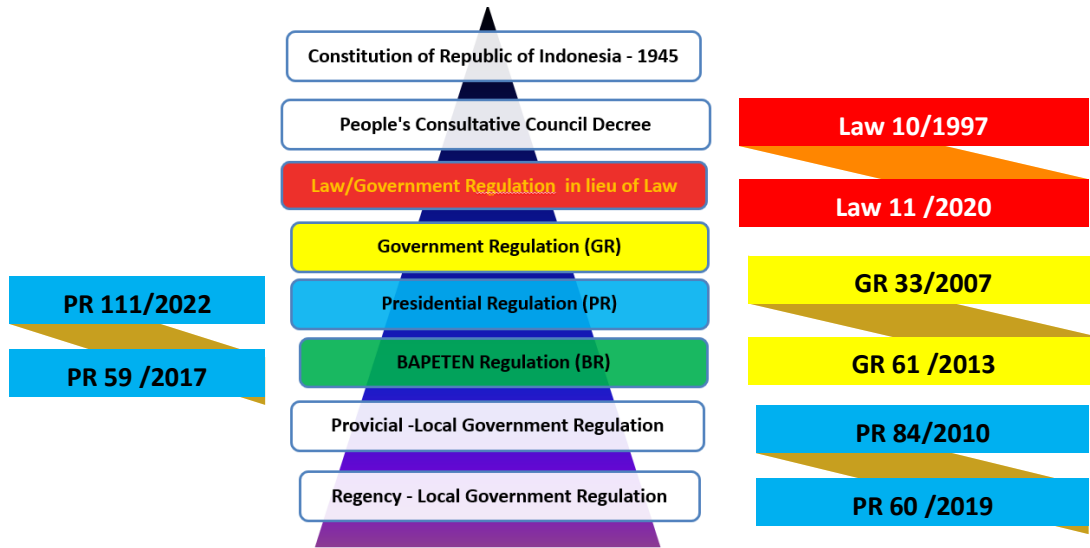 Constitution of Republic of Indonesia - 1945
People's Consultative Council Decree
Law/Government Regulation in lieu of Law
Government Regulation (GR)
Presidential Regulation (PR)
BAPETEN Regulation (BR)
Provicial -Local Government Regulation
Regency - Local Government Regulation
PR 111/2022
PR 59 /2017
Law 10/1997
Law 11 /2020
GR 33/2007
GR 61 /2013
PR 84/2010
PR 60 /2019